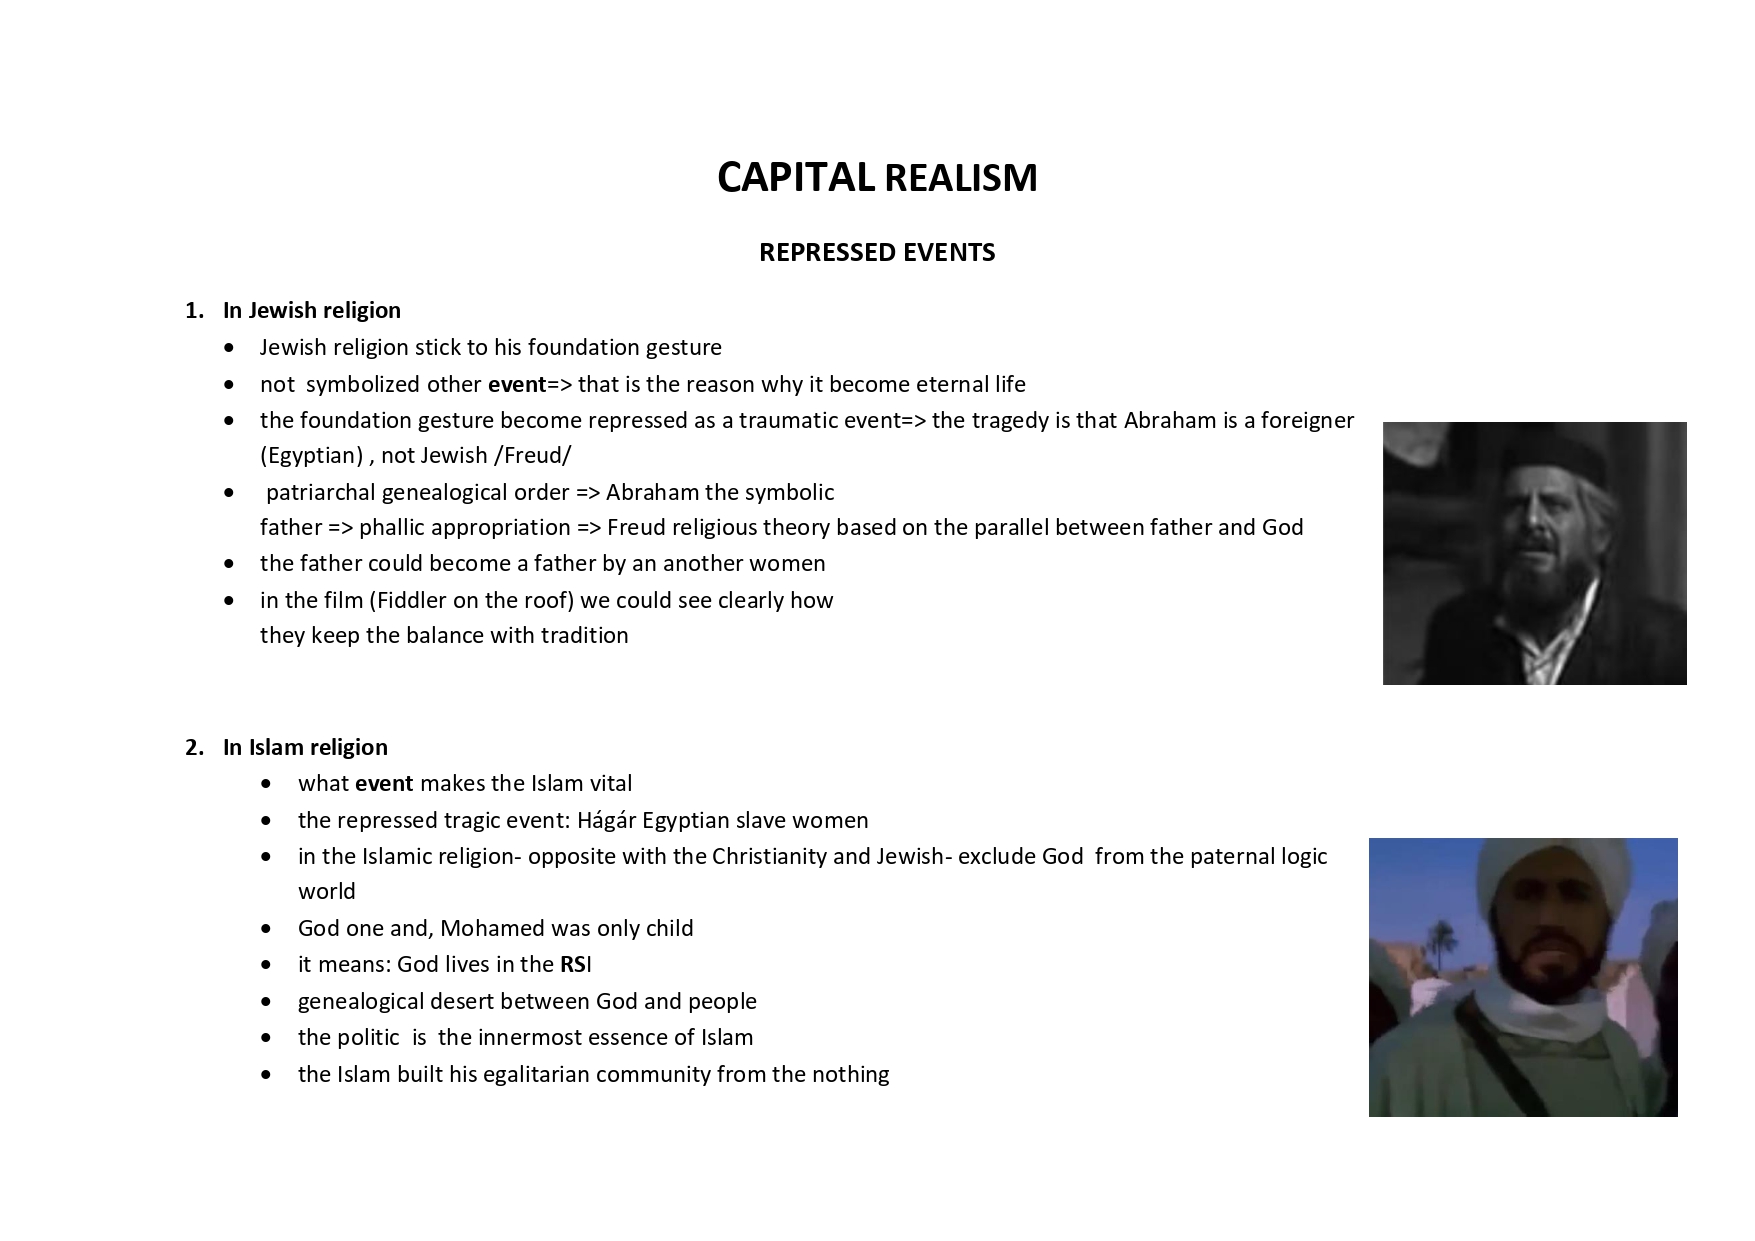 CAPITAL REALISM
REPRESSED EVENTS
1. In Jewish religion
• Jewish religion stick to his foundation gesture
• not  symbolized other event=> that is the reason why it become eternal life
• the foundation gesture become repressed as a traumatic event=> the tragedy is that Abraham is a foreigner
(Egyptian) , not Jewish /Freud/
•  patriarchal genealogical order => Abraham the symbolic
father => phallic appropriation => Freud religious theory based on the parallel between father and God
• the father could become a father by an another women
• in the film (Fiddler on the roof) we could see clearly how
they keep the balance with tradition
2. In Islam religion
• what event makes the Islam vital
• the repressed tragic event: Hágár Egyptian slave women
• in the Islamic religion- opposite with the Christianity and Jewish- exclude God  from the paternal logic
world
• God one and, Mohamed was only child
• it means: God lives in the RSI
• genealogical desert between God and people
• the politic  is  the innermost essence of Islam
• the Islam built his egalitarian community from the nothing